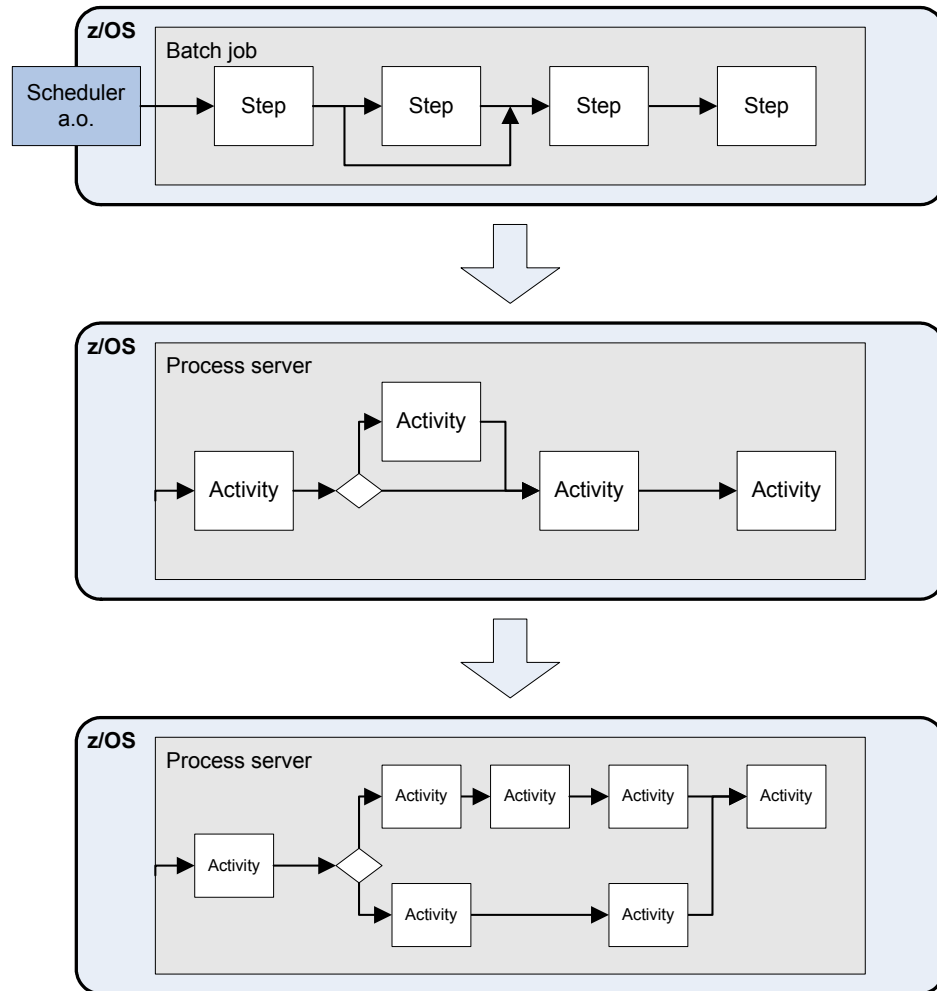 z/OS
Batch job
Scheduler
a.o.
Step
Step
Step
Step
z/OS
Process server
Activity
Activity
Activity
Activity
z/OS
Process server
Activity
Activity
Activity
Activity
Activity
Activity
Activity